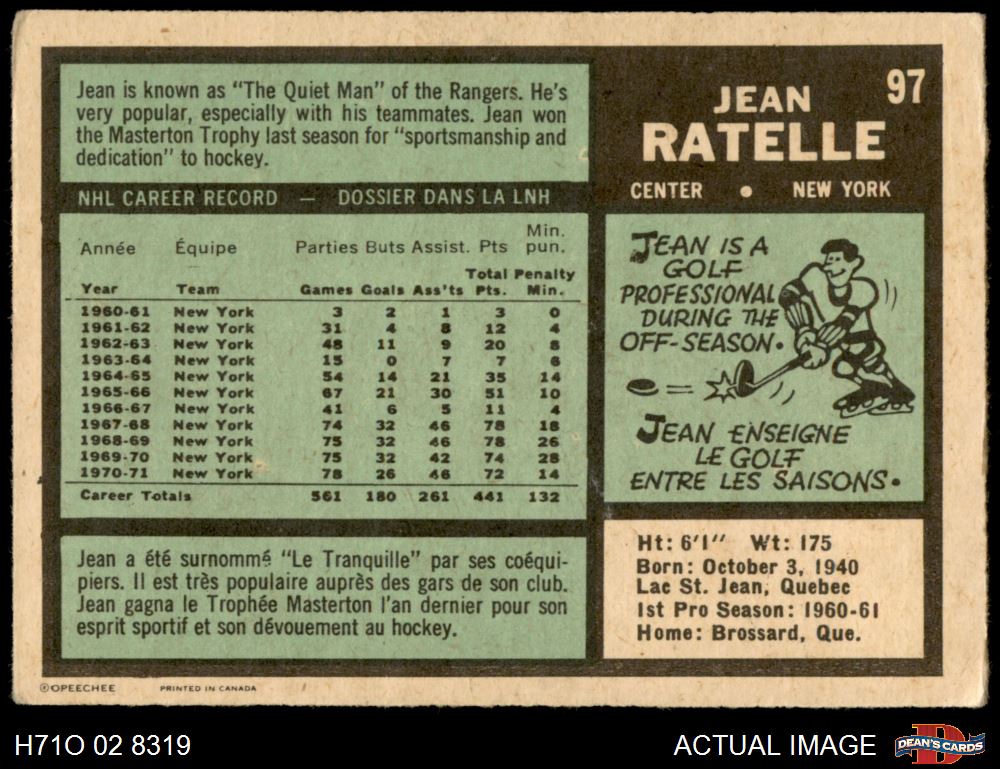 97
JEAN
RATELLE
CENTER • NEW YORK
Jean is known as "The Quiet Man" of the Rangers. He's
very popular, especially with his teammates. Jean won
the Masterton Trophy last season for "sportsmanship and
dedication" to hockey.
NHL CAREER RECORD — DOSSIER DANS LA LNH
Min.
Année Équipe Parties Buts Assist. Pts pun.
Total Penalty
Year Team Games Goals Ass'ts Pts. Min.
1960-61 New York 3 2 1 3 0
1961-62 New York 31 4 8 12 4
1962-63 New York 48 11 9 20 8
1963-64 New York 15 0 7 7 6
1964-65 New York 54 14 21 35 14
1965-66 New York 67 21 30 51 10
1966-67 New York 41 6 5 11 4
1967-68 New York 74 32 46 78 18
1968-69 New York 75 32 46 78 26
1969-70 New York 75 32 42 74 28
1970-71 New York 78 26 46 72 14
Career Totals 561 180 261 441 132
Jean a été surnommé "Le Tranquille" par ses coéqui-
piers. Il est très populaire auprès des gars de son club.
Jean gagna le Trophée Masterton l'an dernier pour son
esprit sportif et son dévouement au hockey.
JEAN IS A
GOLF
PROFESSIONAL
DURING THE
OFF-SEASON.
JEAN ENSEIGNE
LE GOLF
ENTRE LES SAISONS.
Ht: 6'1" Wt: 175
Born: October 3, 1940
Lac St. Jean, Quebec
1st Pro Season: 1960-61
Home: Brossard, Que.
©OPEECHEE PRINTED IN CANADA
H71O 02 8319 ACTUAL IMAGE D DEAN'S CARDS